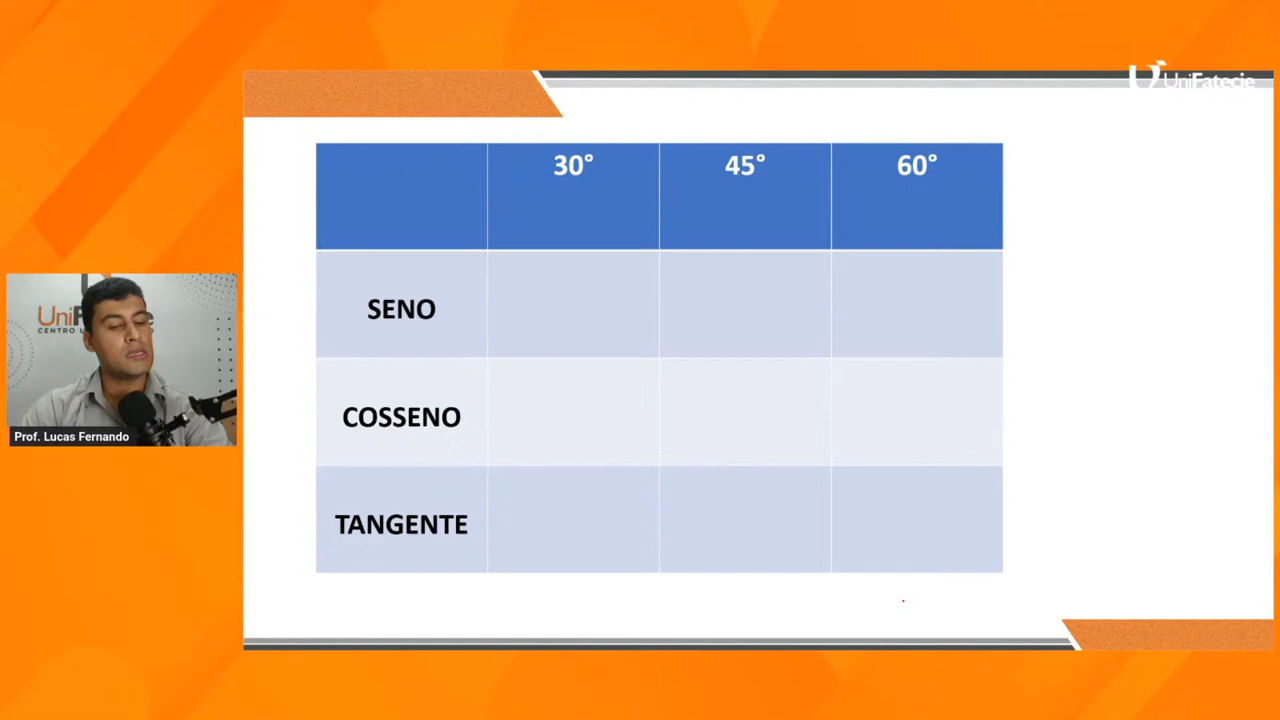 UniFatecie
30° 45° 60°
SENO
COSSENO
TANGENTE
Prof. Lucas Fernando